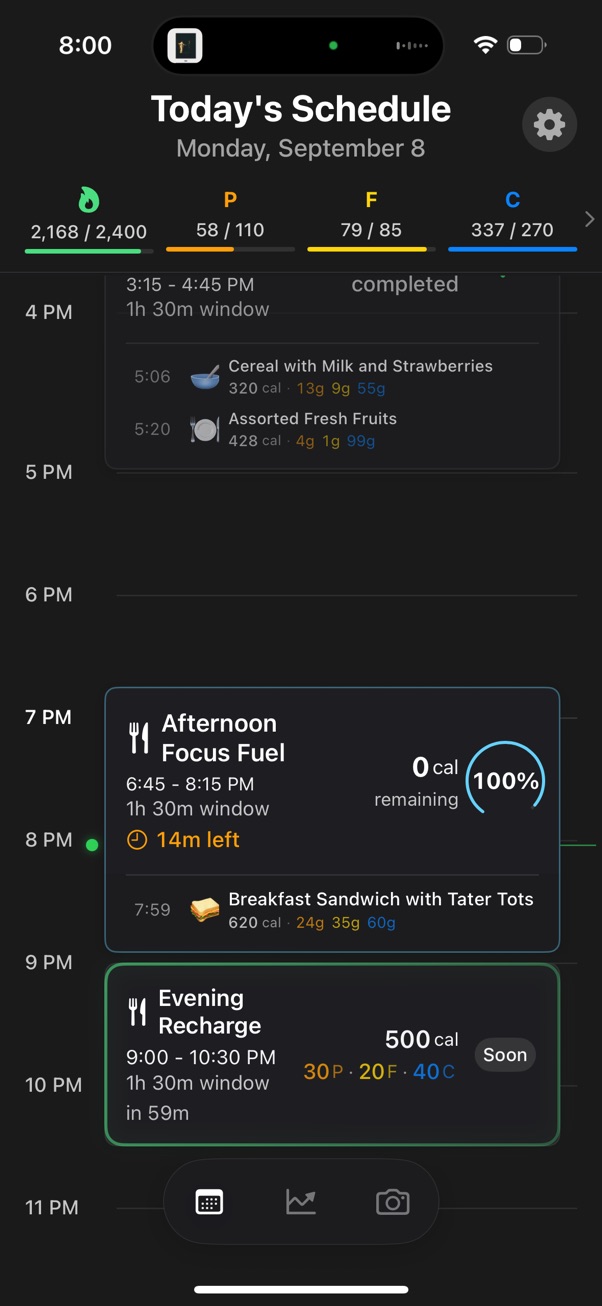 8:00
Today's Schedule
Monday, September 8
P
F
C
2,168 / 2,400
58 / 110
79 / 85
337 / 270
3:15 - 4:45 PM
completed
4 PM
1h 30m window
5:06
Cereal with Milk and Strawberries
320 cal · 13g 9g 55g
5:20
Assorted Fresh Fruits
428 cal · 4g 1g 99g
5 PM
6 PM
7 PM
Afternoon
Focus Fuel
6:45 - 8:15 PM
1h 30m window
0 cal
remaining
100%
8 PM
14m left
7:59
Breakfast Sandwich with Tater Tots
620 cal · 24g 35g 60g
9 PM
Evening
Recharge
9:00 - 10:30 PM
1h 30m window
in 59m
500 cal
30P · 20F · 40C
Soon
10 PM
11 PM